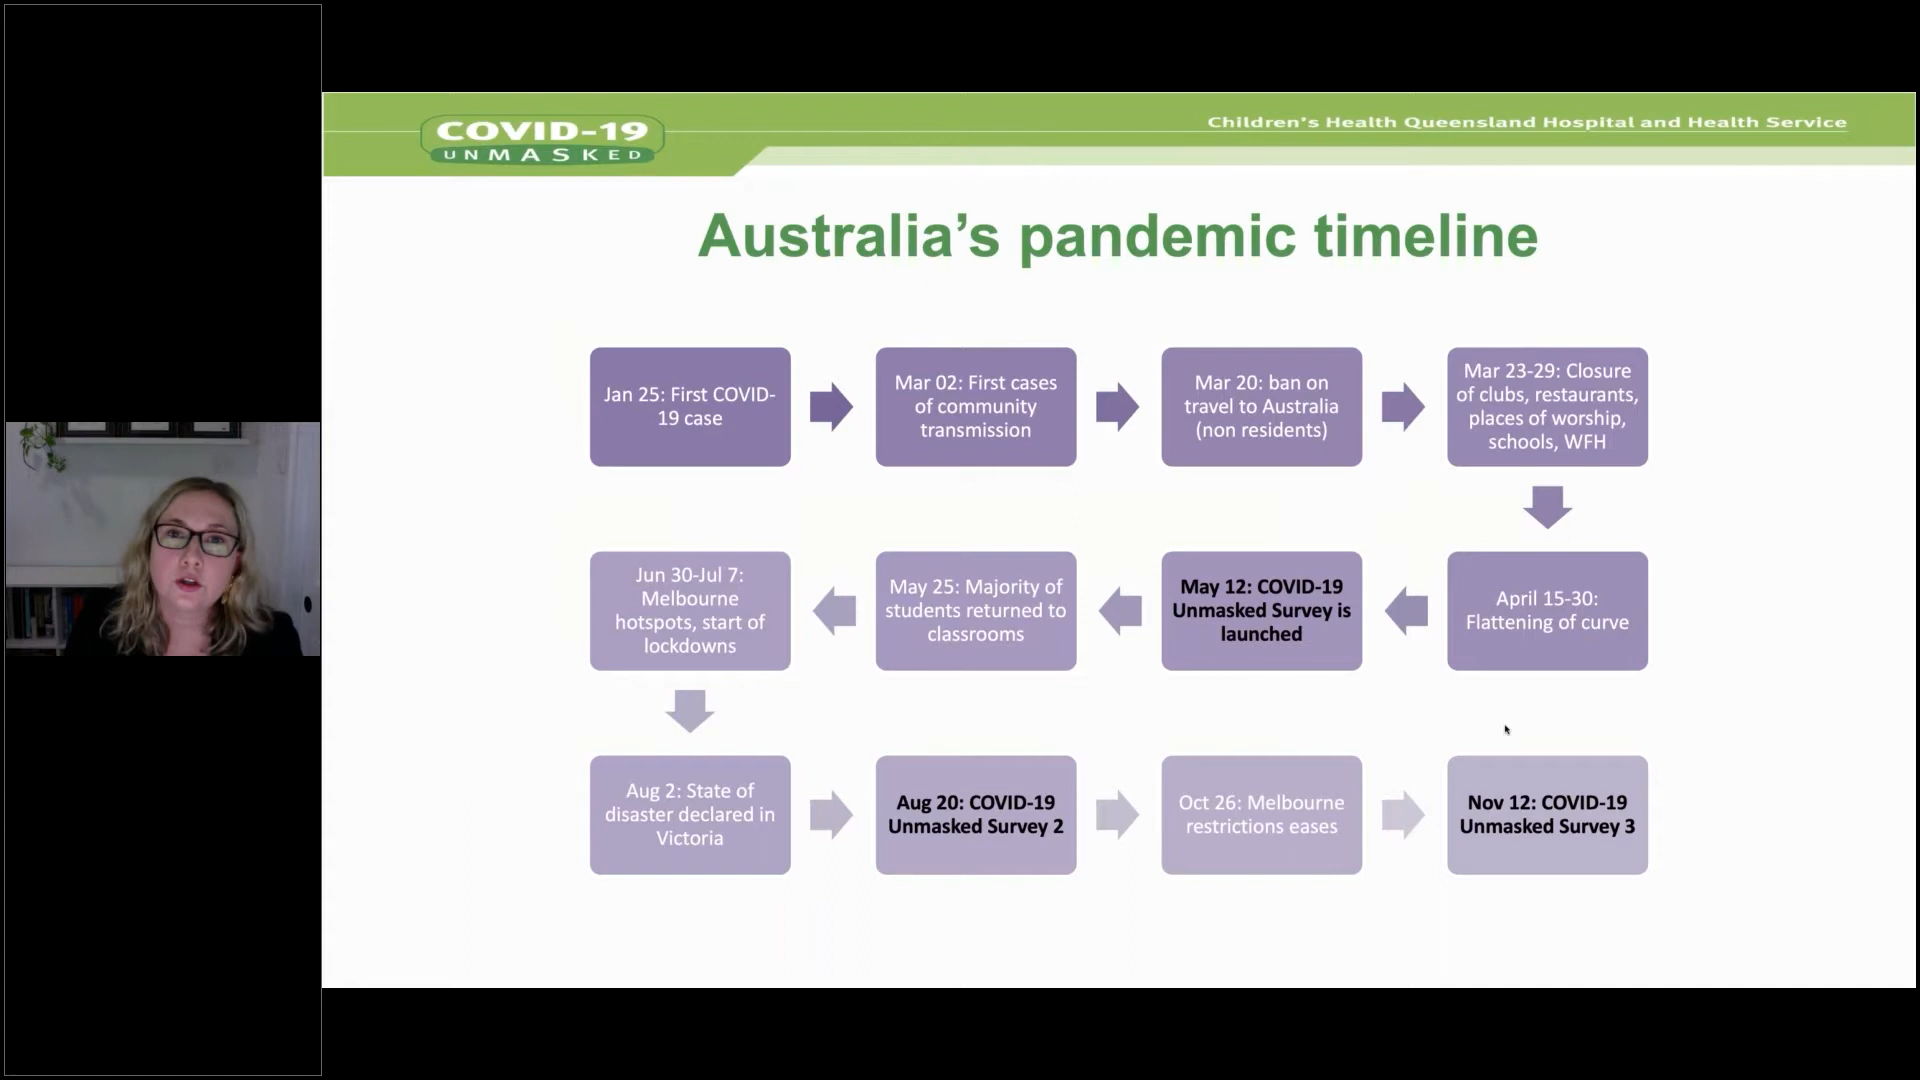 COVID-19
UNMASKED
Children's Health Queensland Hospital and Health Service
Australia's pandemic timeline
Jan 25: First COVID-
19 case
Mar 02: First cases
of community
transmission
Mar 20: ban on
travel to Australia
(non residents)
Mar 23-29: Closure
of clubs, restaurants,
places of worship,
schools, WFH
April 15-30:
Flattening of curve
May 12: COVID-19
Unmasked Survey is
launched
May 25: Majority of
students returned to
classrooms
Jun 30-Jul 7:
Melbourne
hotspots, start of
lockdowns
Aug 2: State of
disaster declared in
Victoria
Aug 20: COVID-19
Unmasked Survey 2
Oct 26: Melbourne
restrictions eases
Nov 12: COVID-19
Unmasked Survey 3